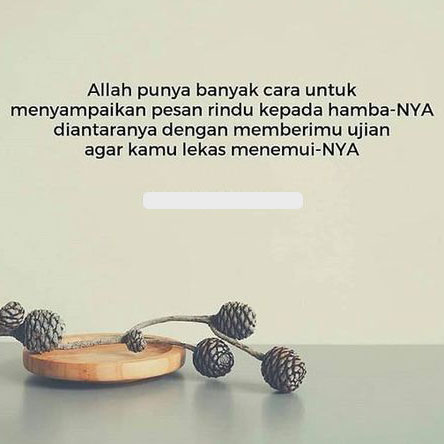 Allah punya banyak cara untuk
menyampaikan pesan rindu kepada hamba-NYA
diantaranya dengan memberimu ujian
agar kamu lekas menemui-NYA